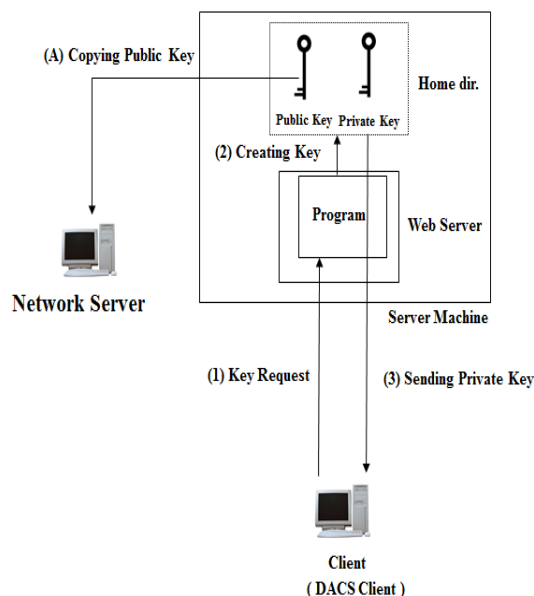 (A) Copying Public Key
Home dir.
Public Key
Private Key
(2) Creating Key
Program
Web Server
Network Server
Server Machine
(1) Key Request
(3) Sending Private Key
Client
( DACS Client )